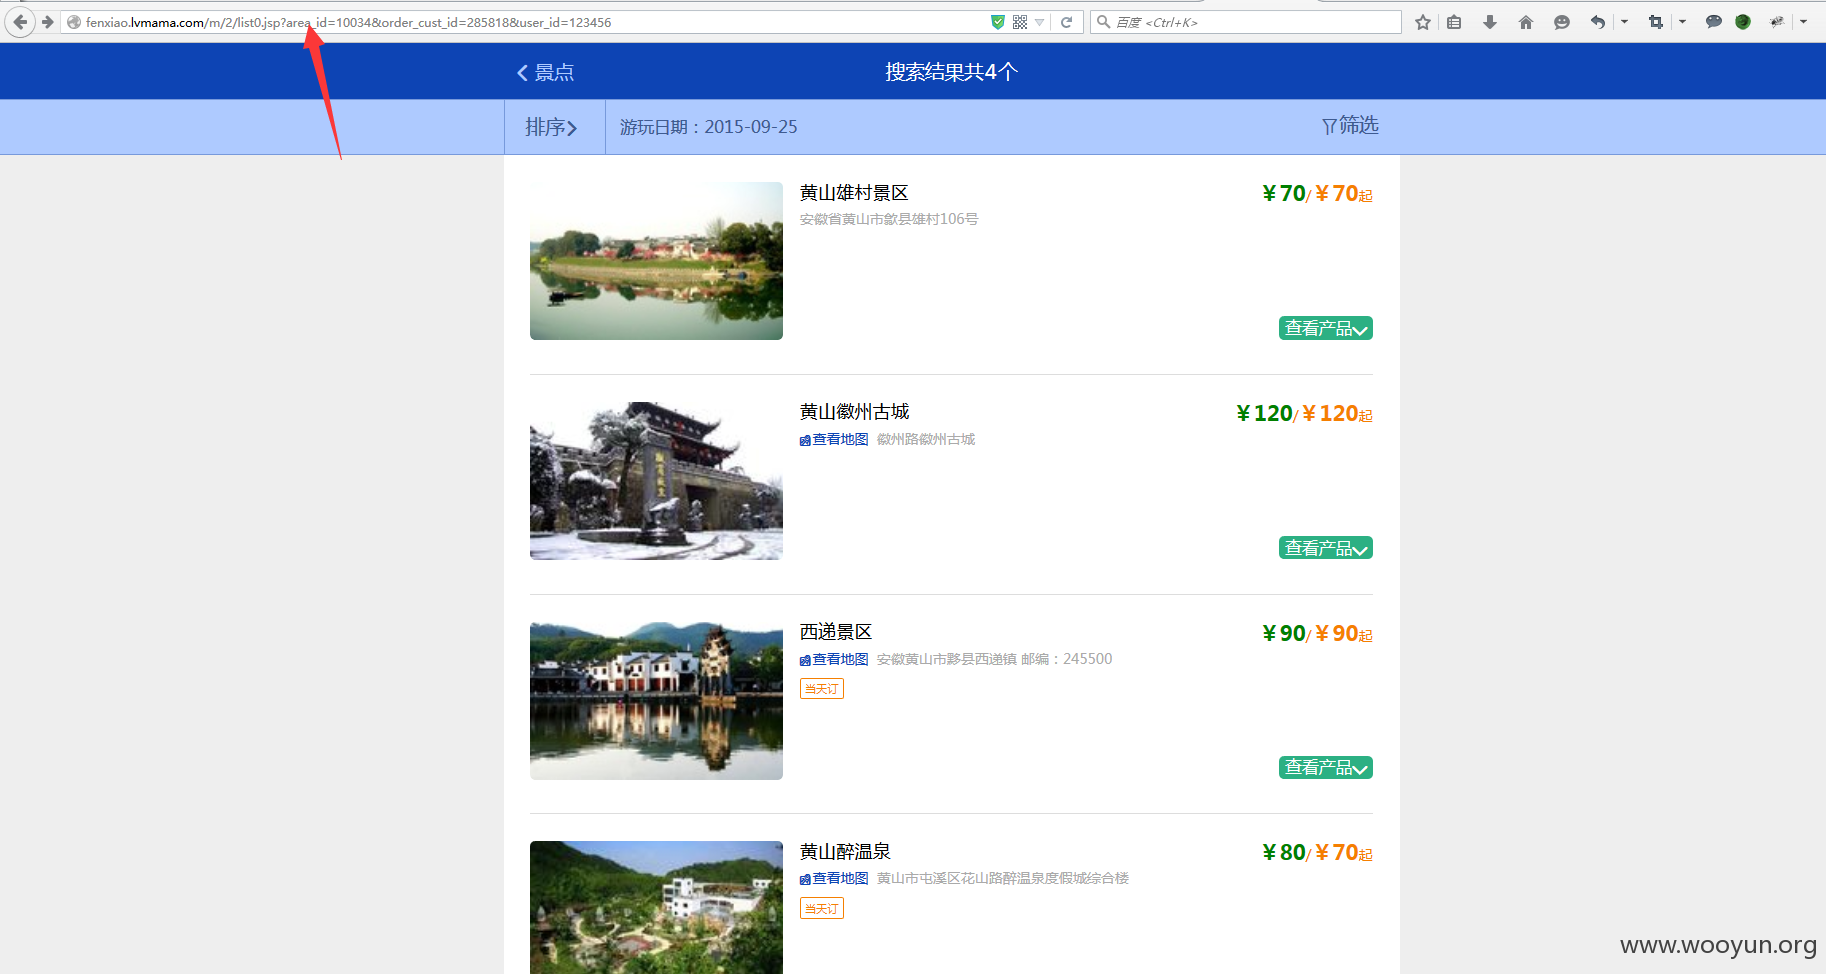 fenxiao.lvmama.com/m/2/list0.jsp?area_id=10034&order_cust_id=285818&user_id=123456
百度 <Ctrl+K>
景点
搜索结果共4个
排序
游玩日期：2015-09-25
筛选
黄山雄村景区
¥70/¥70起
安徽省黄山市歙县雄村106号
查看产品
黄山徽州古城
¥120/¥120起
查看地图 徽州路徽州古城
查看产品
西递景区
¥90/¥90起
查看地图 安徽黄山市黟县西递镇 邮编：245500
当天订
查看产品
黄山醉温泉
¥80/¥70起
查看地图 黄山市屯溪区花山路醉温泉度假城综合楼
当天订
www.wooyun.org